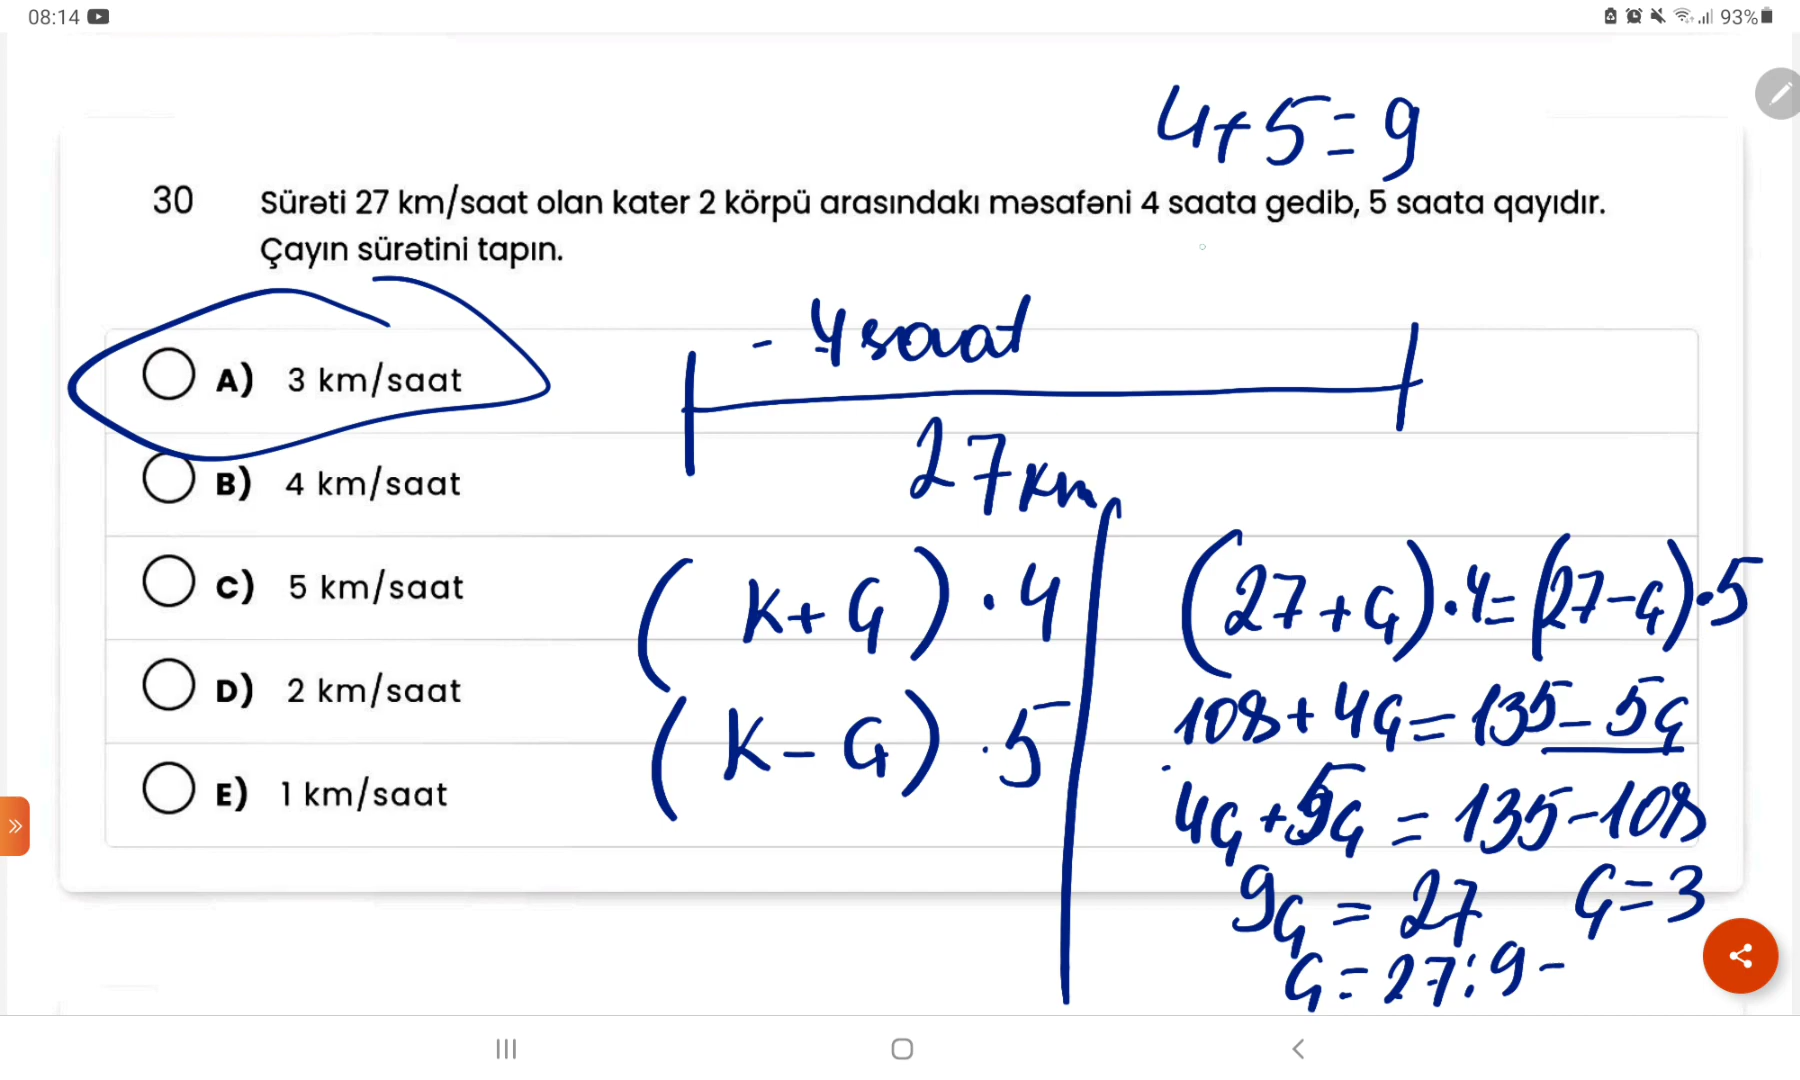 08:14
93%
4+5=9
30 Sürəti 27 km/saat olan kater 2 körpü arasındakı məsafəni 4 saata gedib, 5 saata qayıdır.
Çayın sürətini tapın.
- 4 saat
27 km
A) 3 km/saat
B) 4 km/saat
C) 5 km/saat
D) 2 km/saat
E) 1 km/saat
(K+Ç)·4
(K-Ç)·5
(27+Ç)·4=(27-Ç)·5
108+4Ç=135-5Ç
4Ç+5Ç=135-108
9Ç=27 Ç=3
Ç=27:9-